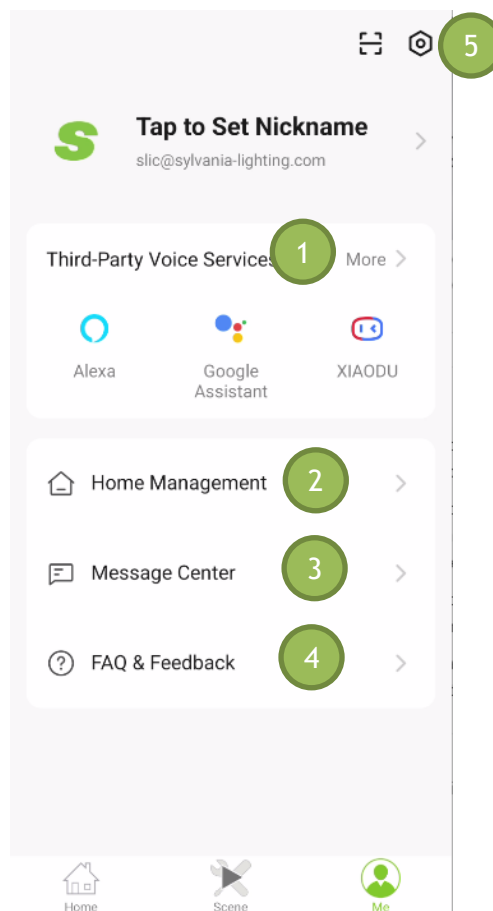 5
Tap to Set Nickname
slic@sylvania-lighting.com
Third-Party Voice Services
1
More
Alexa
Google
Assistant
XIAODU
Home Management
2
Message Center
3
FAQ & Feedback
4
Home
Scene
Me